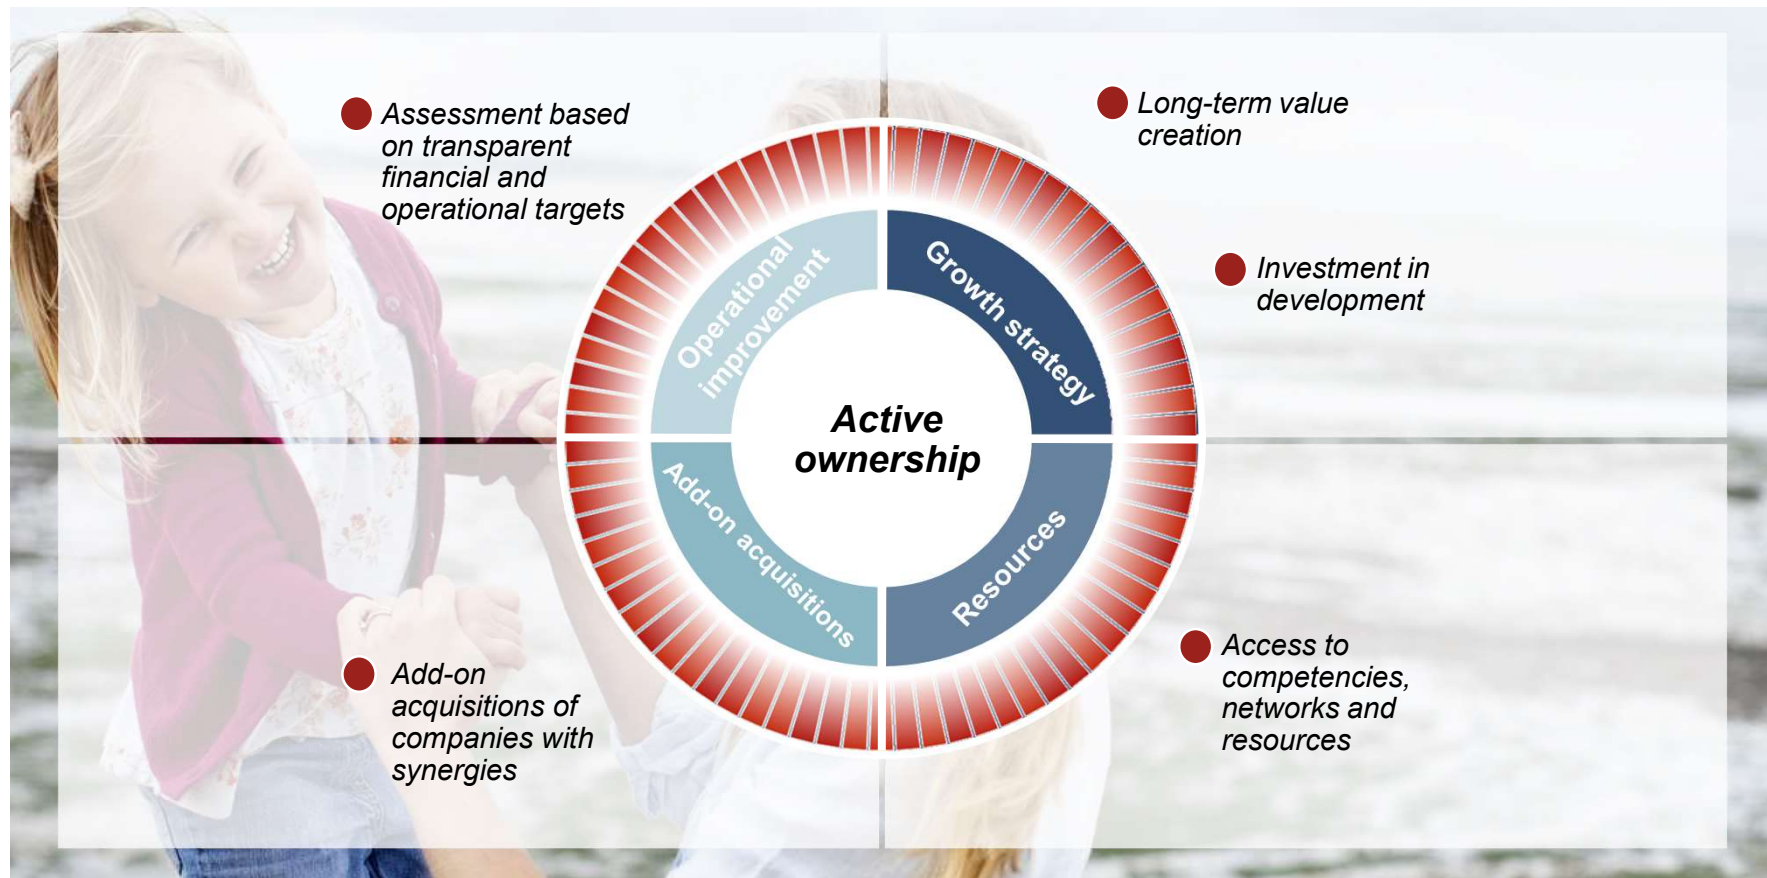 Assessment based
on transparent
financial and
operational targets
Long-term value
creation
Investment in
development
Operational
improvement
Growth strategy
Active
ownership
Add-on acquisitions
Resources
Add-on
acquisitions of
companies with
synergies
Access to
competencies,
networks and
resources